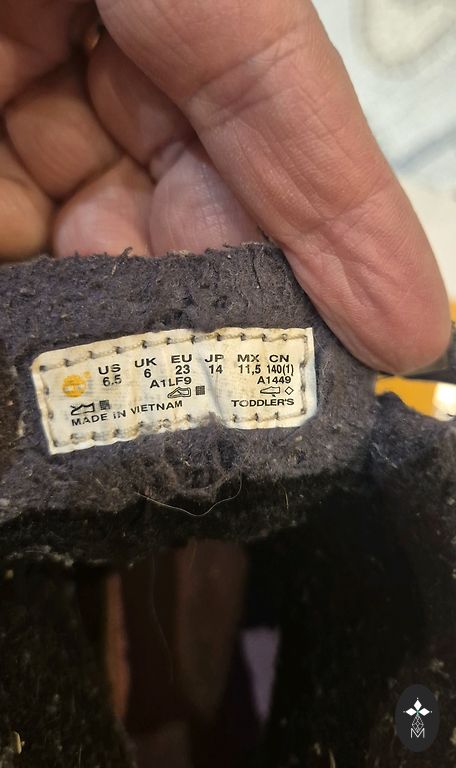 US UK EU JP MX CN
6.5 6 23 14 11,5 140(1)
A1LF9 A1449
MADE IN VIETNAM TODDLER'S
M